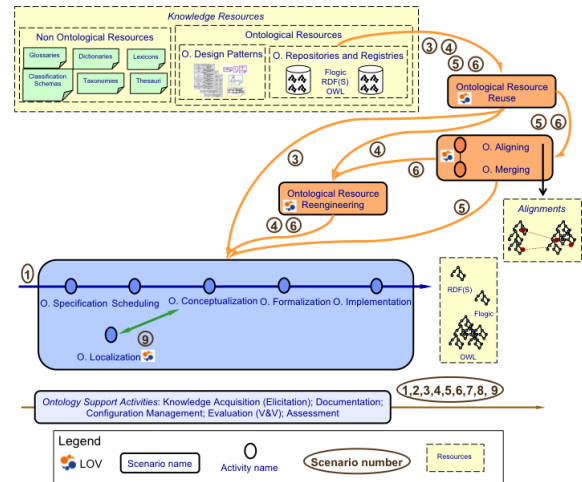 Knowledge Resources
Non Ontological Resources
Glossaries
Dictionaries
Lexicons
Classification
Schemas
Taxonomies
Thesauri
Ontological Resources
O. Design Patterns
O. Repositories and Registries
Flogic
RDF(S)
OWL
3 4
5 6
Ontological Resource
Reuse
5 6
3
4
O. Aligning
O. Merging
6
Ontological Resource
Reengineering
4 6
5
Alignments
1
O. Specification
Scheduling
O. Conceptualization
O. Formalization
O. Implementation
9
O. Localization
RDF(S)
Flogic
OWL
1,2,3,4,5,6,7,8, 9
Ontology Support Activities: Knowledge Acquisition (Elicitation); Documentation;
Configuration Management; Evaluation (V&V); Assessment
Legend
LOV
Scenario name
Activity name
Scenario number
Resources